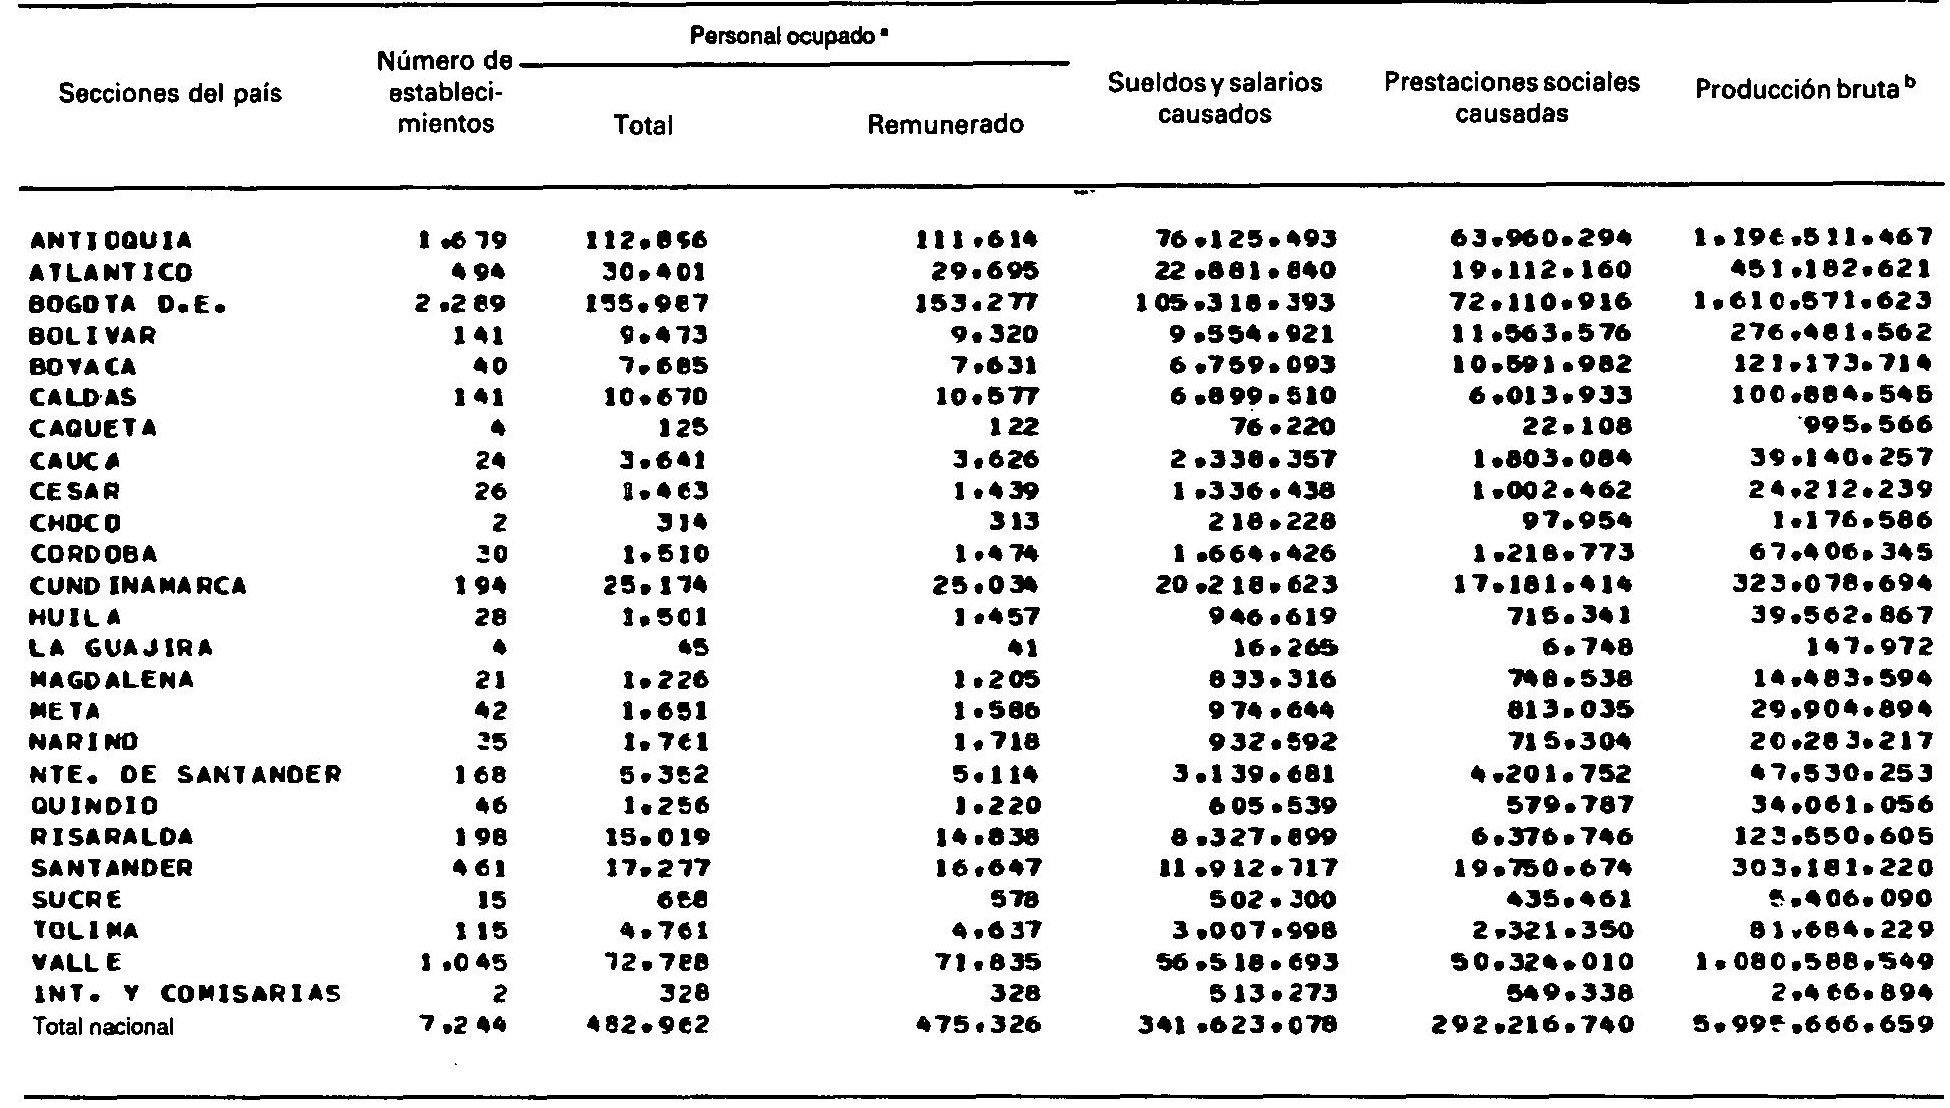 Personal ocupado ª
Secciones del país Número de estableci- mientos Total Remunerado Sueldos y salarios causados Prestaciones sociales causadas Producción bruta b
ANTIOQUIA 1.679 112.856 111.614 76.125.493 63.960.294 1.196.511.467
ATLANTICO 494 30.401 29.695 22.881.840 19.112.160 451.182.621
BOGOTA D.E. 2.289 155.987 153.277 105.318.393 72.110.916 1.610.571.623
BOLIVAR 141 9.473 9.320 9.554.921 11.563.576 276.481.562
BOYACA 40 7.685 7.631 6.759.093 10.591.982 121.173.714
CALDAS 141 10.670 10.577 6.899.510 6.013.933 100.884.545
CAQUETA 4 125 122 76.220 22.108 995.566
CAUCA 24 3.641 3.626 2.338.357 1.803.084 39.140.257
CESAR 26 1.463 1.439 1.336.438 1.002.462 24.212.239
CHOCO 2 314 313 218.228 97.954 1.176.586
CORDOBA 30 1.510 1.474 1.664.426 1.218.773 67.406.345
CUNDINAMARCA 194 25.174 25.034 20.218.623 17.181.414 323.078.694
HUILA 28 1.501 1.457 946.619 715.341 39.562.867
LA GUAJIRA 4 45 41 16.265 6.748 147.972
MAGDALENA 21 1.226 1.205 833.316 748.538 14.483.594
META 42 1.651 1.586 974.644 813.035 29.904.894
NARINO 35 1.761 1.718 932.592 715.304 20.283.217
NTE. DE SANTANDER 168 5.352 5.114 3.139.681 4.201.752 47.530.253
QUINDIO 46 1.256 1.220 605.539 579.787 34.061.056
RISARALDA 198 15.019 14.838 8.327.899 6.376.746 123.550.605
SANTANDER 461 17.277 16.647 11.912.717 19.750.674 303.181.220
SUCRE 15 578 502.300 435.461 5.406.090
TOLIMA 115 4.761 4.637 3.007.998 2.321.350 81.684.229
VALLE 1.045 72.788 71.835 56.518.693 50.324.010 1.080.588.549
INT. Y COMISARIAS 2 328 328 513.273 549.338 2.466.894
Total nacional 7.244 482.962 475.326 341.623.078 292.216.740 5.995.666.659